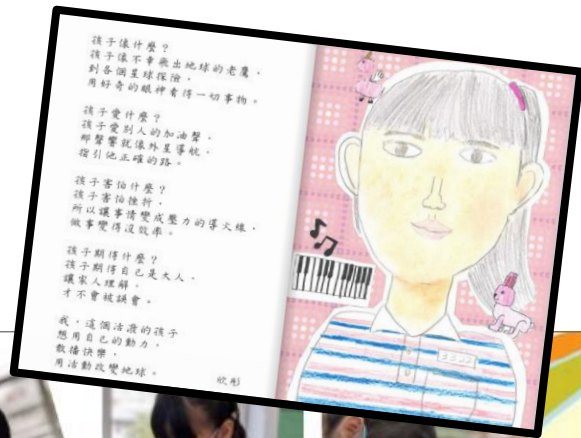 孩子像什麼？
孩子像不幸飛出地球的老鷹，
到各個星球探險，
用好奇的眼神看得一切事物。
孩子愛什麼？
孩子愛別人的加油聲，
那聲響就像外星導航，
指引他正確的路。
孩子害怕什麼？
孩子害怕挫折，
所以讓事情變成壓力的導火線，
做事變得沒效率。
孩子期待什麼？
孩子期待自己是大人，
讓家人理解，
才不會被誤會。
我，這個活潑的孩子
想用自己的動力，
散播快樂，
用活動改變地球。
欣彤